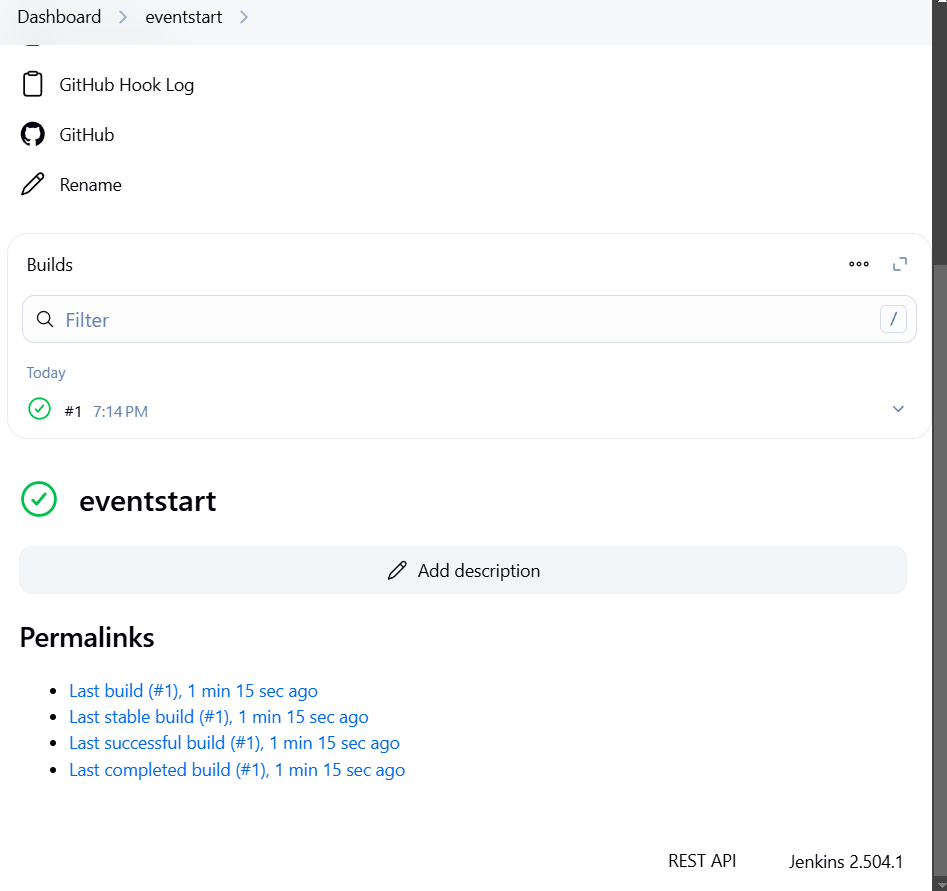 Dashboard eventstart
GitHub Hook Log
GitHub
Rename
Builds
Filter /
Today
#1 7:14 PM
eventstart
Add description
Permalinks
Last build (#1), 1 min 15 sec ago
Last stable build (#1), 1 min 15 sec ago
Last successful build (#1), 1 min 15 sec ago
Last completed build (#1), 1 min 15 sec ago
REST API Jenkins 2.504.1